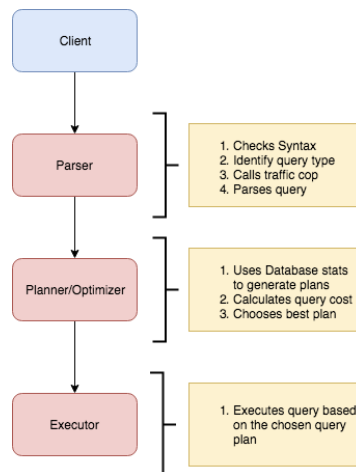 Client
Parser
1. Checks Syntax
2. Identify query type
3. Calls traffic cop
4. Parses query
Planner/Optimizer
1. Uses Database stats
to generate plans
2. Calculates query cost
3. Chooses best plan
Executor
1. Executes query based
on the chosen query
plan